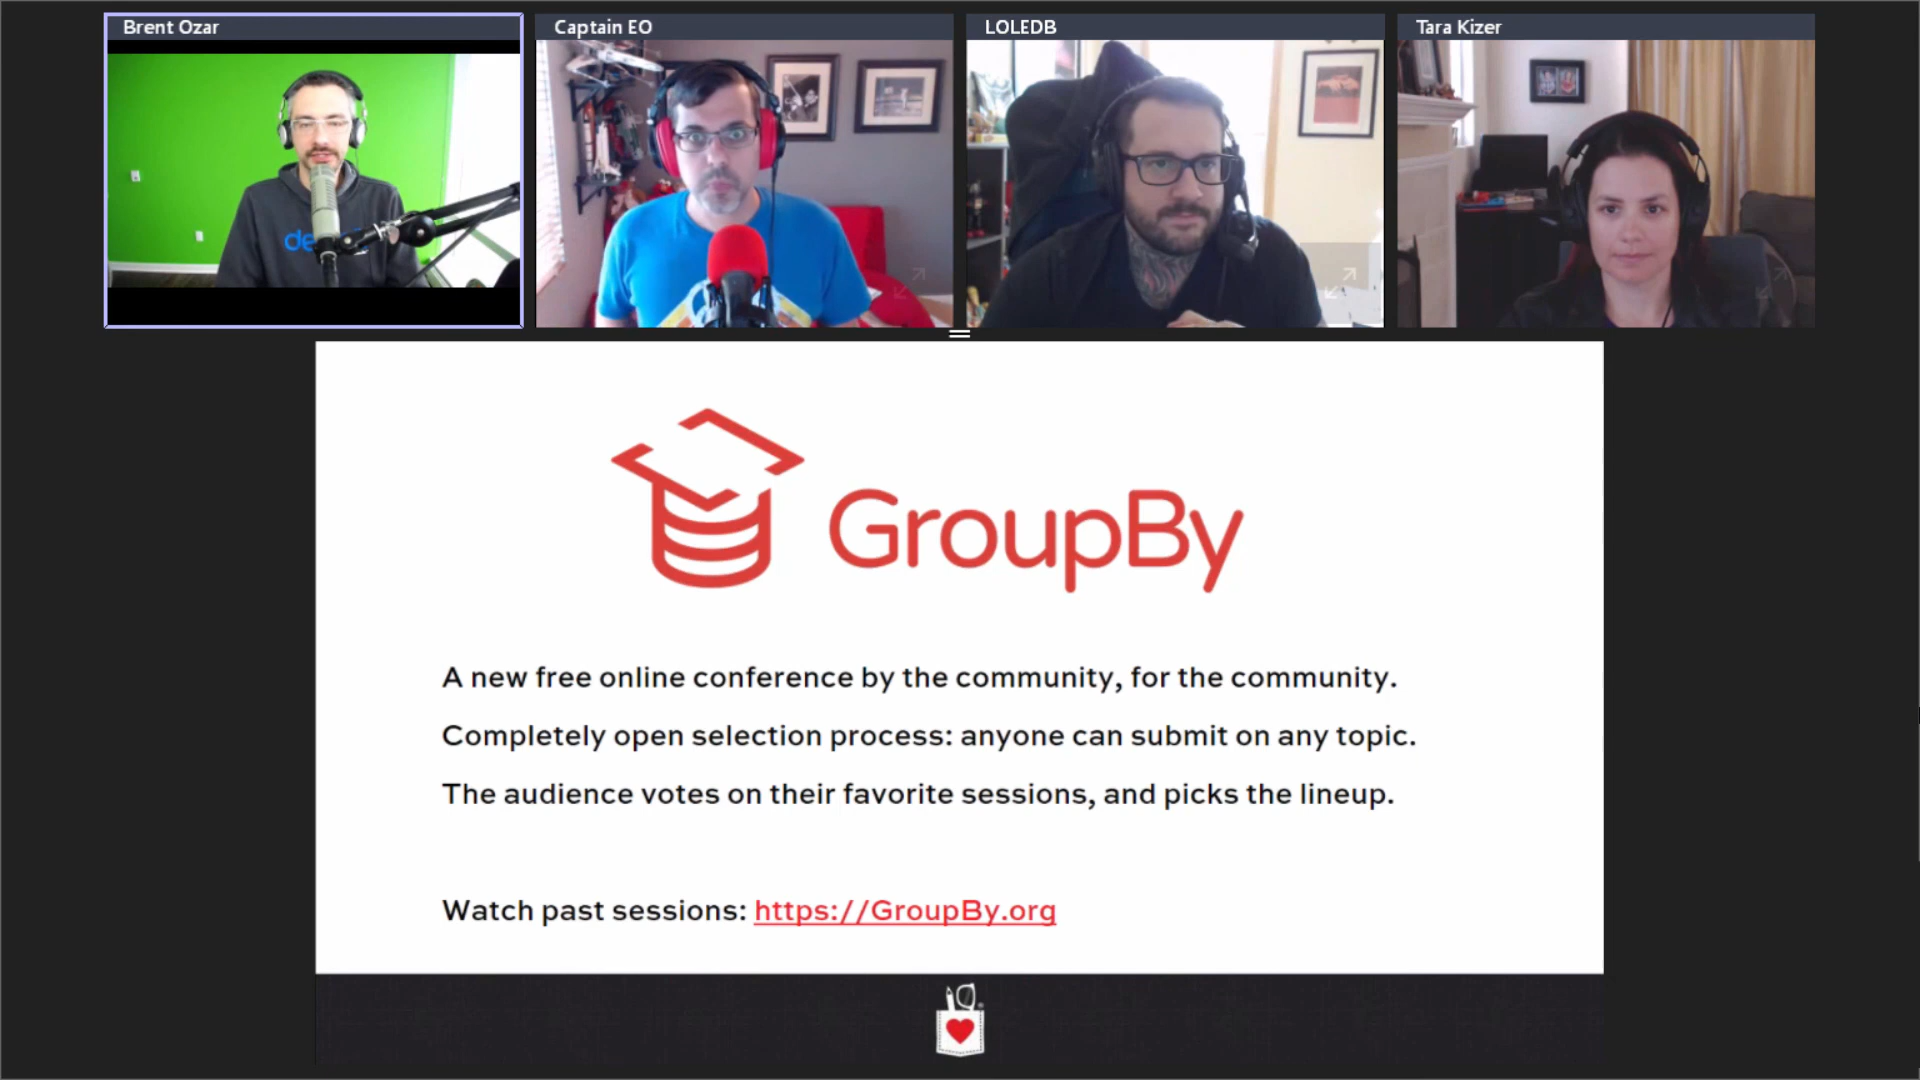 Brent Ozar
Captain EO
LOLEDB
Tara Kizer
de
GroupBy
A new free online conference by the community, for the community.
Completely open selection process: anyone can submit on any topic.
The audience votes on their favorite sessions, and picks the lineup.
Watch past sessions: https://GroupBy.org